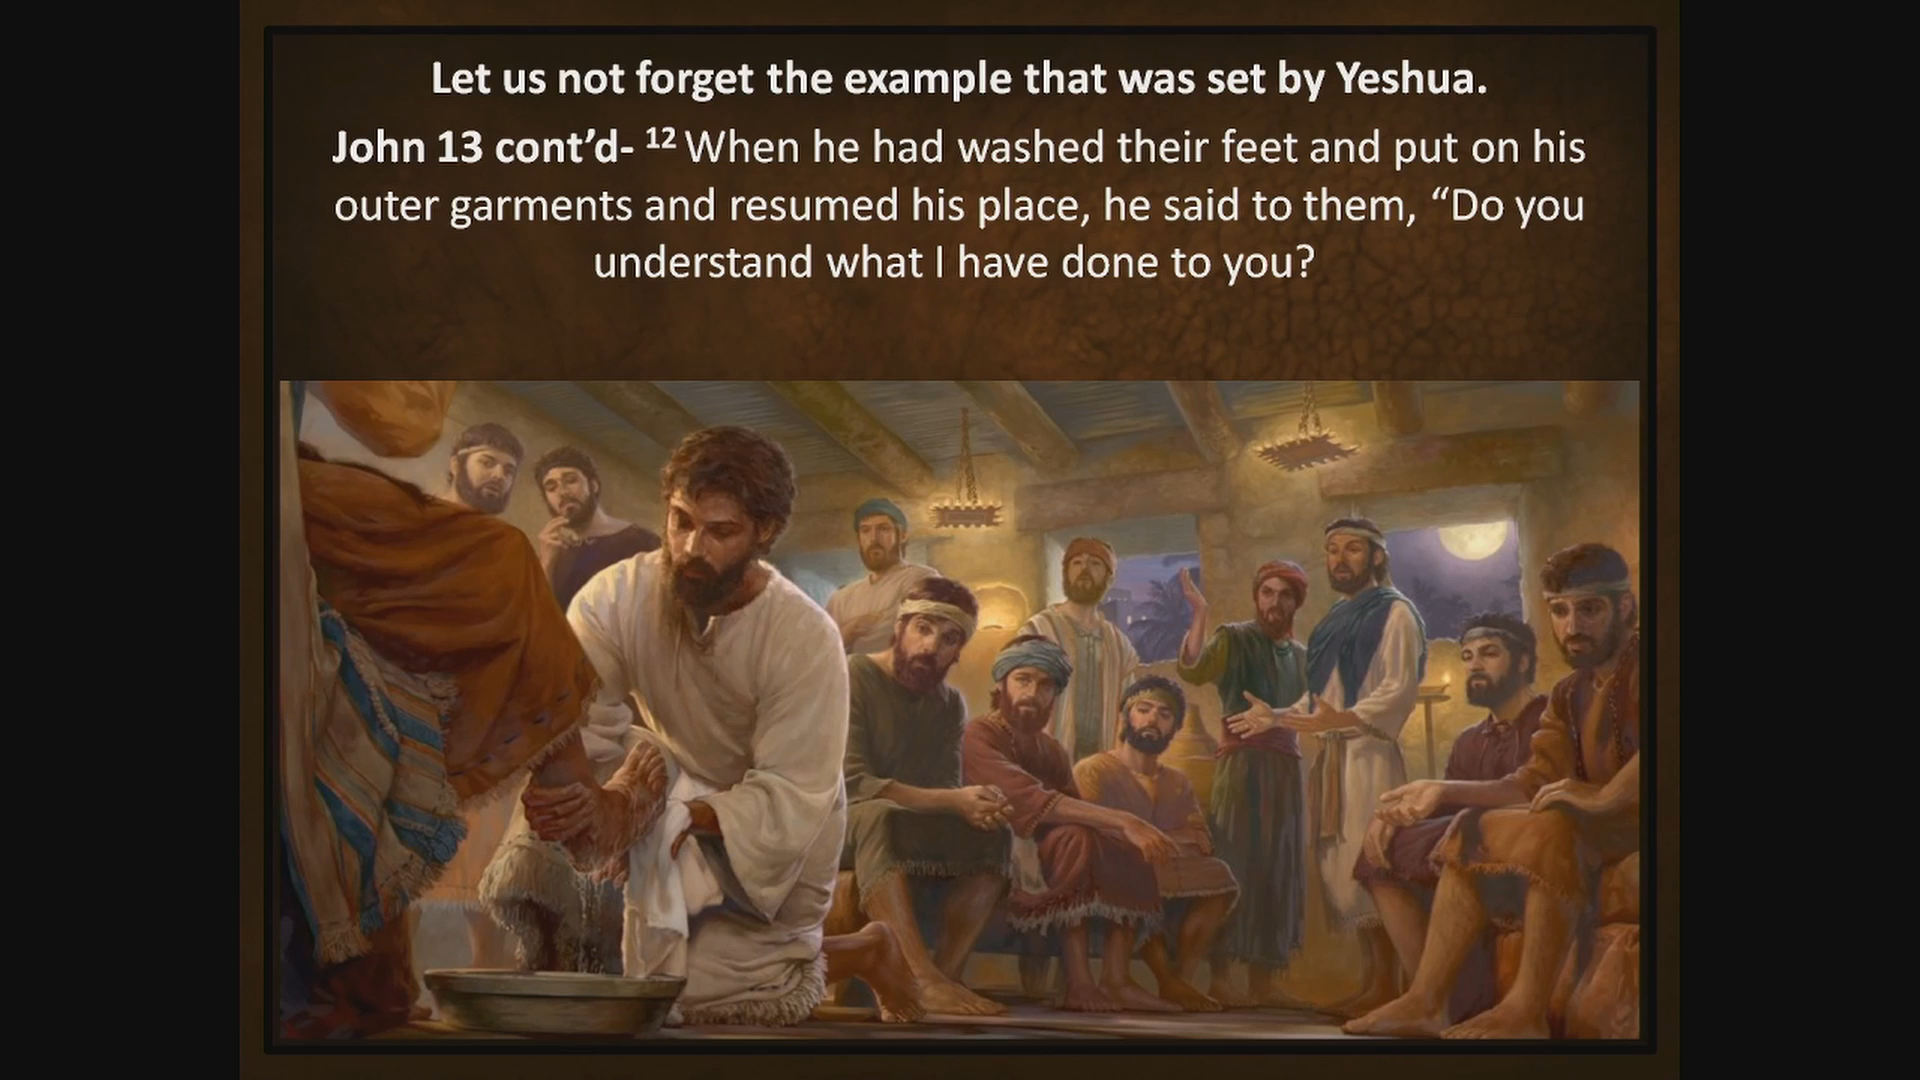 Let us not forget the example that was set by Yeshua.
John 13 cont’d- 12 When he had washed their feet and put on his
outer garments and resumed his place, he said to them, “Do you
understand what I have done to you?